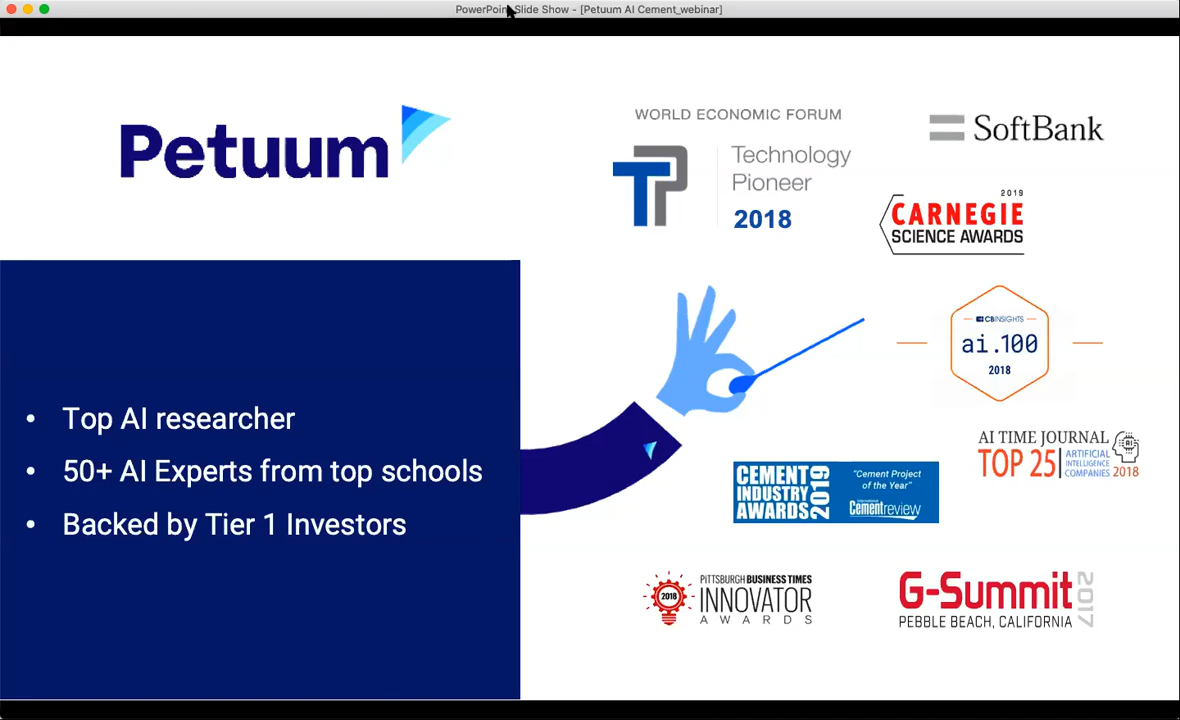 PowerPoint Slide Show - [Petuum AI Cement_webinar]
Petuum
WORLD ECONOMIC FORUM
TP
Technology
Pioneer
2018
SoftBank
2019
CARNEGIE
SCIENCE AWARDS
CBINSIGHTS
ai.100
2018
• Top AI researcher
• 50+ AI Experts from top schools
• Backed by Tier 1 Investors
AI TIME JOURNAL
TOP 25
ARTIFICIAL
INTELLIGENCE
COMPANIES 2018
AI
CEMENT
INDUSTRY
AWARDS 2019
"Cement Project
of the Year"
International
Cementreview
2018
PITTSBURGH BUSINESS TIMES
INNOVATOR
AWARDS
G-Summit 2017
PEBBLE BEACH, CALIFORNIA